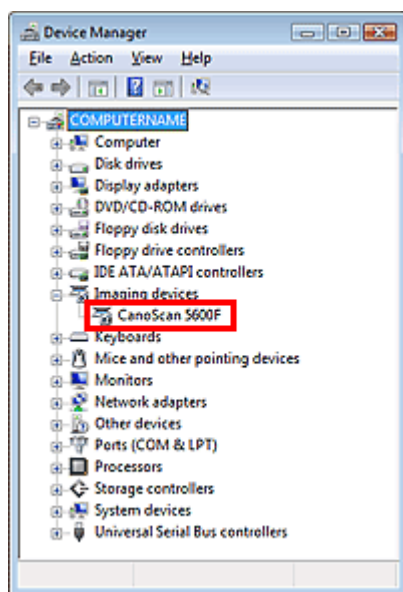 Device Manager
File Action View Help
COMPUTERNAME
Computer
Disk drives
Display adapters
DVD/CD-ROM drives
Floppy disk drives
Floppy drive controllers
IDE ATA/ATAPI controllers
Imaging devices
CanoScan 5600F
Keyboards
Mice and other pointing devices
Monitors
Network adapters
Other devices
Ports (COM & LPT)
Processors
Storage controllers
System devices
Universal Serial Bus controllers